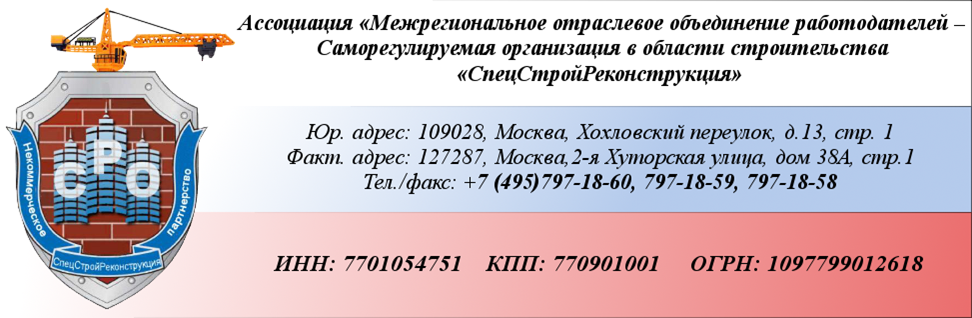 Ассоциация «Межрегиональное отраслевое объединение работодателей –
Саморегулируемая организация в области строительства
«СпецСтройРеконструкция»
Юр. адрес: 109028, Москва, Хохловский переулок, д.13, стр. 1
Факт. адрес: 127287, Москва,2-я Хуторская улица, дом 38А, стр.1
Тел./факс: +7 (495)797-18-60, 797-18-59, 797-18-58
ИНН: 7701054751 КПП: 770901001 ОГРН: 1097799012618
Некоммерческое
СРО
партнерство
СпецСтройРеконструкция